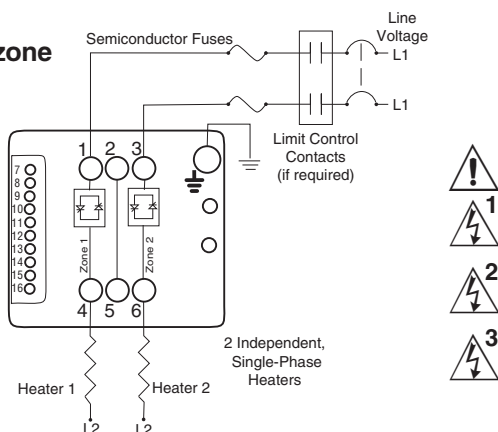 zone
Semiconductor Fuses
Line
Voltage
L1
L1
Limit Control
Contacts
(if required)
1 2 3
7
8
9
10
11
12
13
14
15
16
Zone 1
Zone 2
4 5 6
2 Independent,
Single-Phase
Heaters
Heater 1
Heater 2
L2
L2
1
2
3